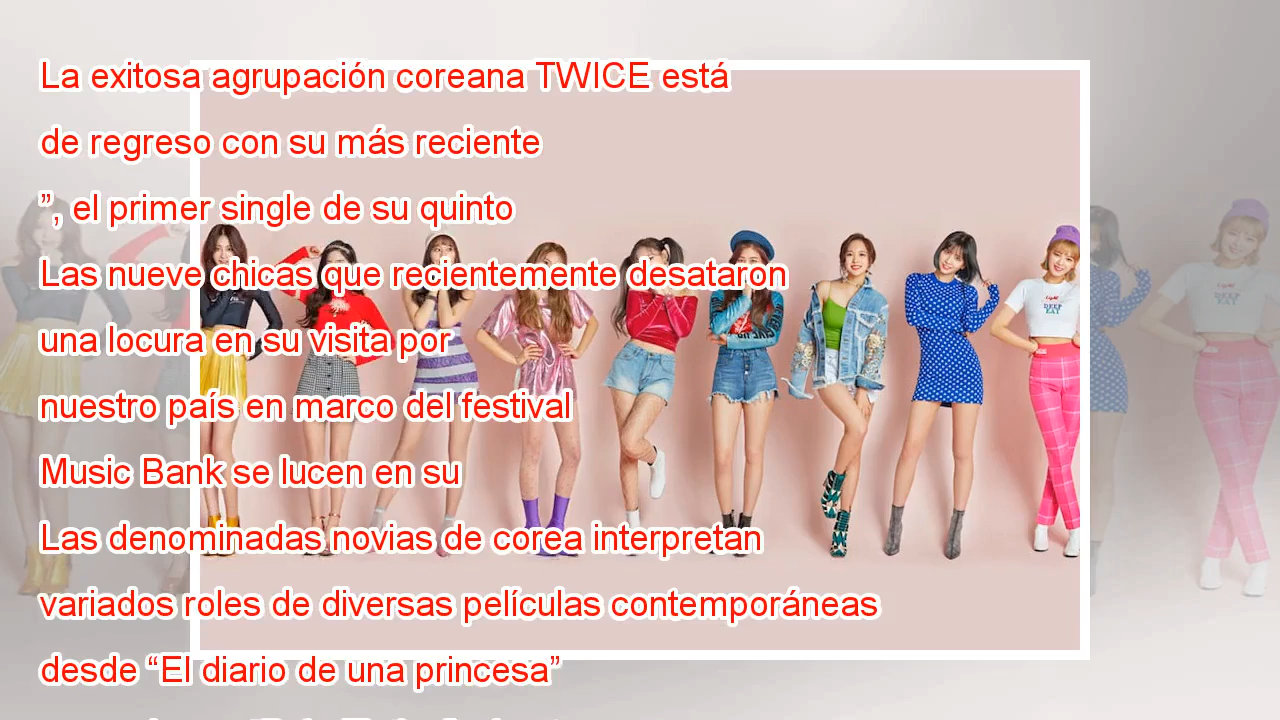 La exitosa agrupación coreana TWICE está
de regreso con su más reciente
”, el primer single de su quinto
Las nueve chicas que recientemente desataron
una locura en su visita por
nuestro país en marco del festival
Music Bank se lucen en su
Las denominadas novias de corea interpretan
variados roles de diversas películas contemporáneas
desde “El diario de una princesa”
Light
DEEP
EAT